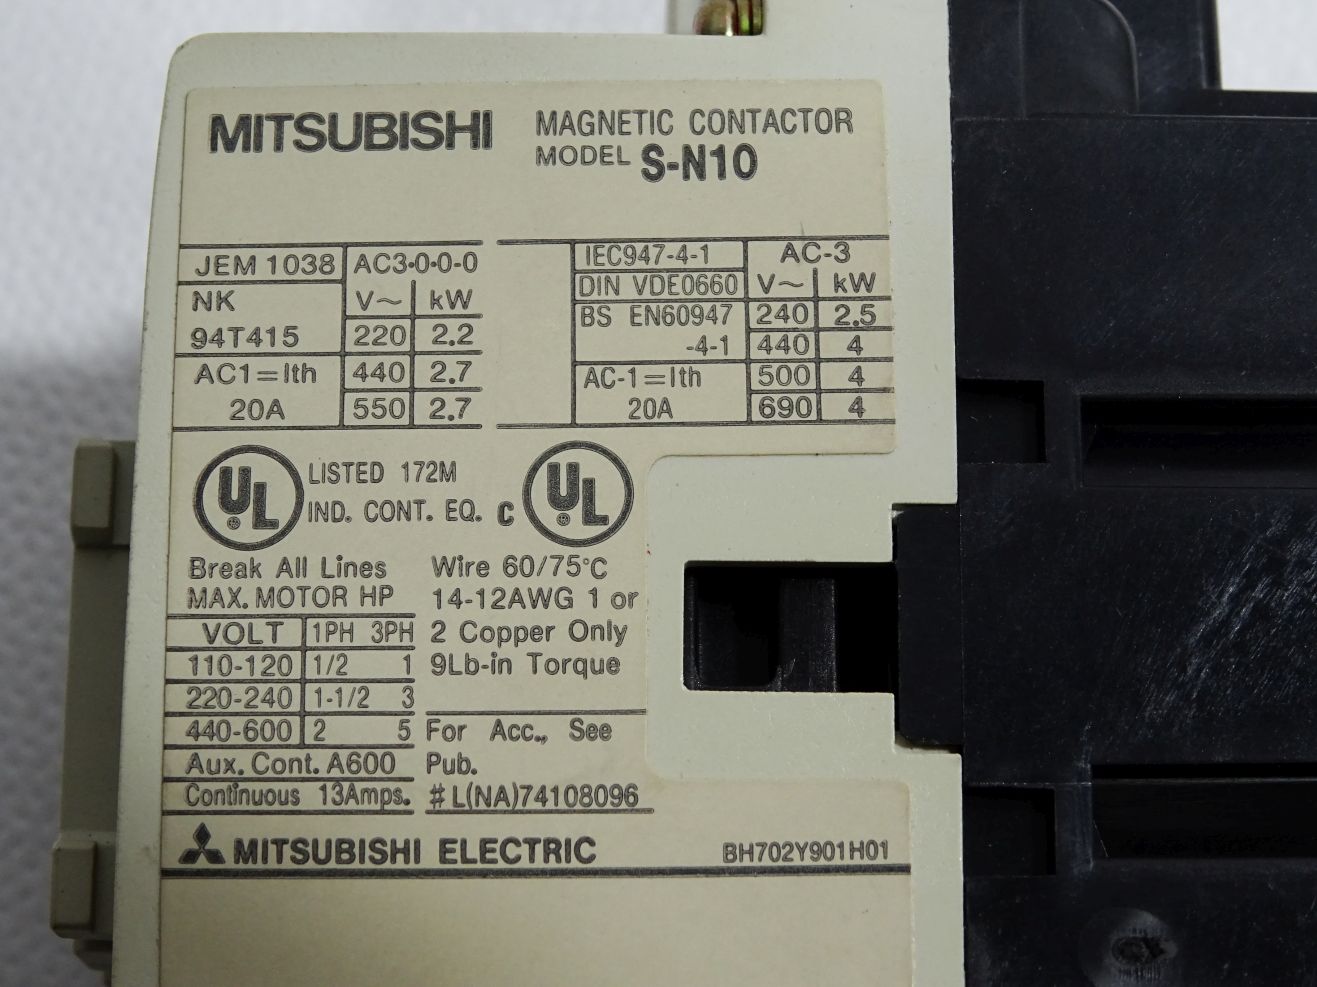 MITSUBISHI MAGNETIC CONTACTOR
MODEL S-N10
JEM 1038 AC3·0·0-0
NK V~ kW
94T415 220 2.2
AC1=Ith 440 2.7
20A 550 2.7
IEC947-4-1 AC-3
DIN VDE0660 V~ kW
BS EN60947 240 2.5
-4-1 440 4
AC-1=Ith 500 4
20A 690 4
UL LISTED 172M
IND. CONT. EQ. C UL
Break All Lines
MAX. MOTOR HP
VOLT 1PH 3PH
110-120 1/2 1
220-240 1-1/2 3
440-600 2 5
Aux. Cont. A600
Continuous 13Amps.
Wire 60/75°C
14-12AWG 1 or
2 Copper Only
9Lb-in Torque
For Acc., See
Pub.
# L(NA)74108096
MITSUBISHI ELECTRIC BH702Y901H01